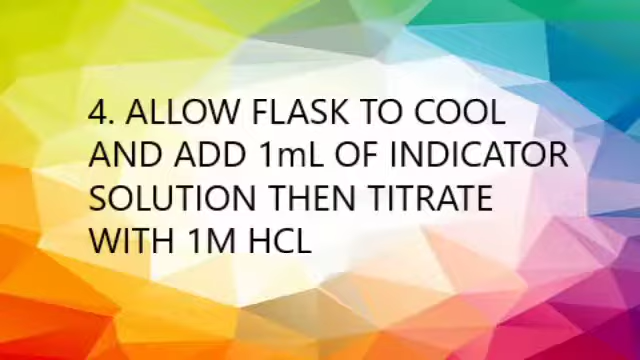 4. ALLOW FLASK TO COOL
AND ADD 1mL OF INDICATOR
SOLUTION THEN TITRATE
WITH 1M HCL